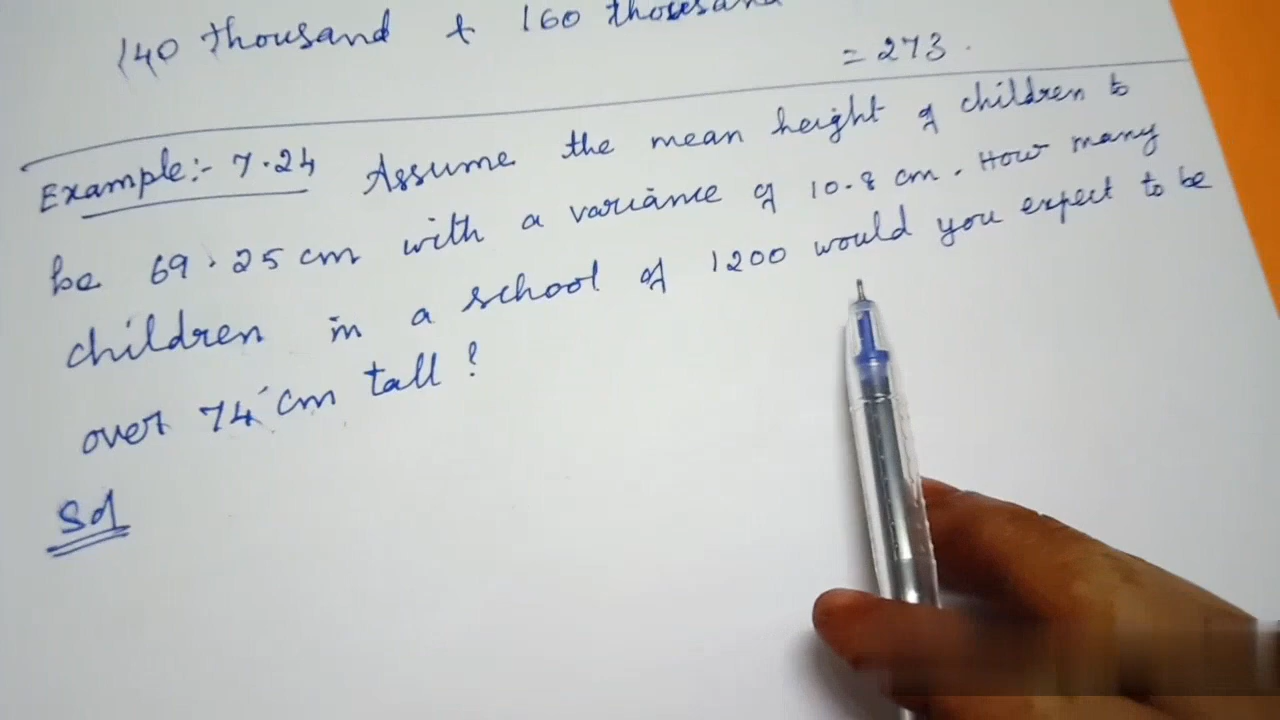 140 thousand + 160 thousand
= 273.
Example:- 7.24 Assume the mean height of children to
be 69.25 cm with a variance of 10.8 cm. How many
children in a school of 1200 would you expect to be
over 74 cm tall?
Sol